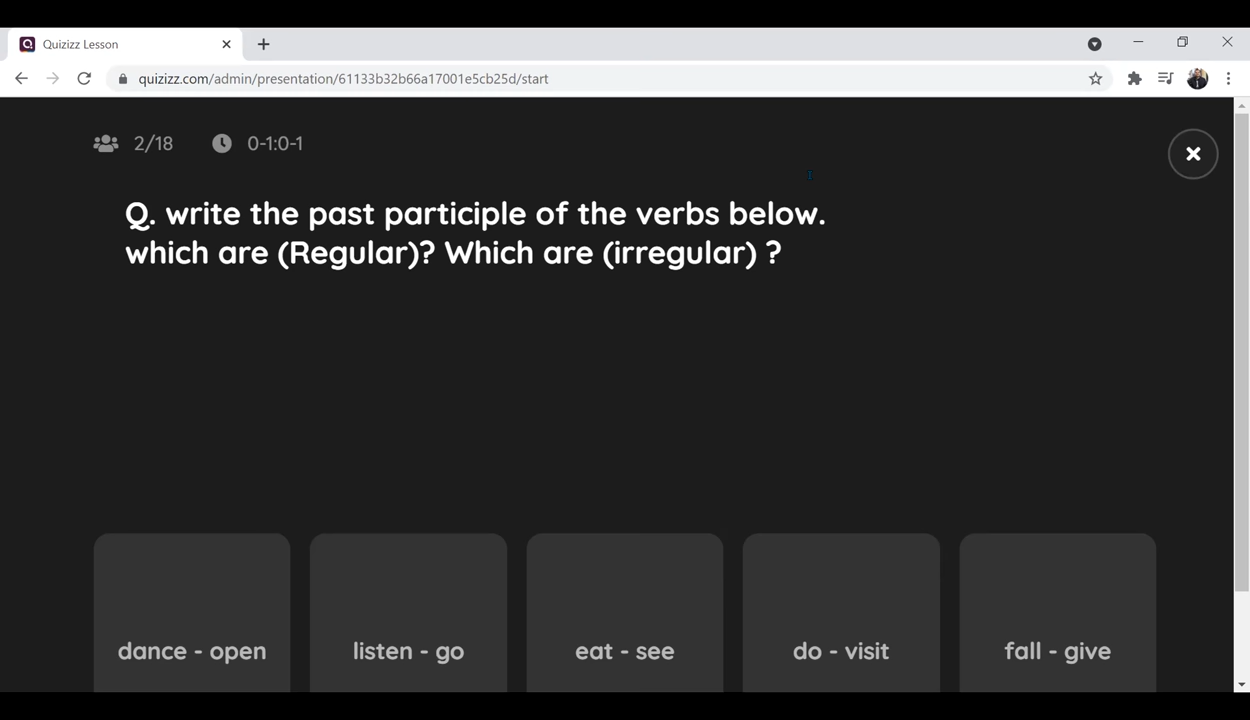 Quizizz Lesson
quizizz.com/admin/presentation/61133b32b66a17001e5cb25d/start
2/18 0-1:0-1
Q. write the past participle of the verbs below.
which are (Regular)? Which are (irregular) ?
dance - open
listen - go
eat - see
do - visit
fall - give